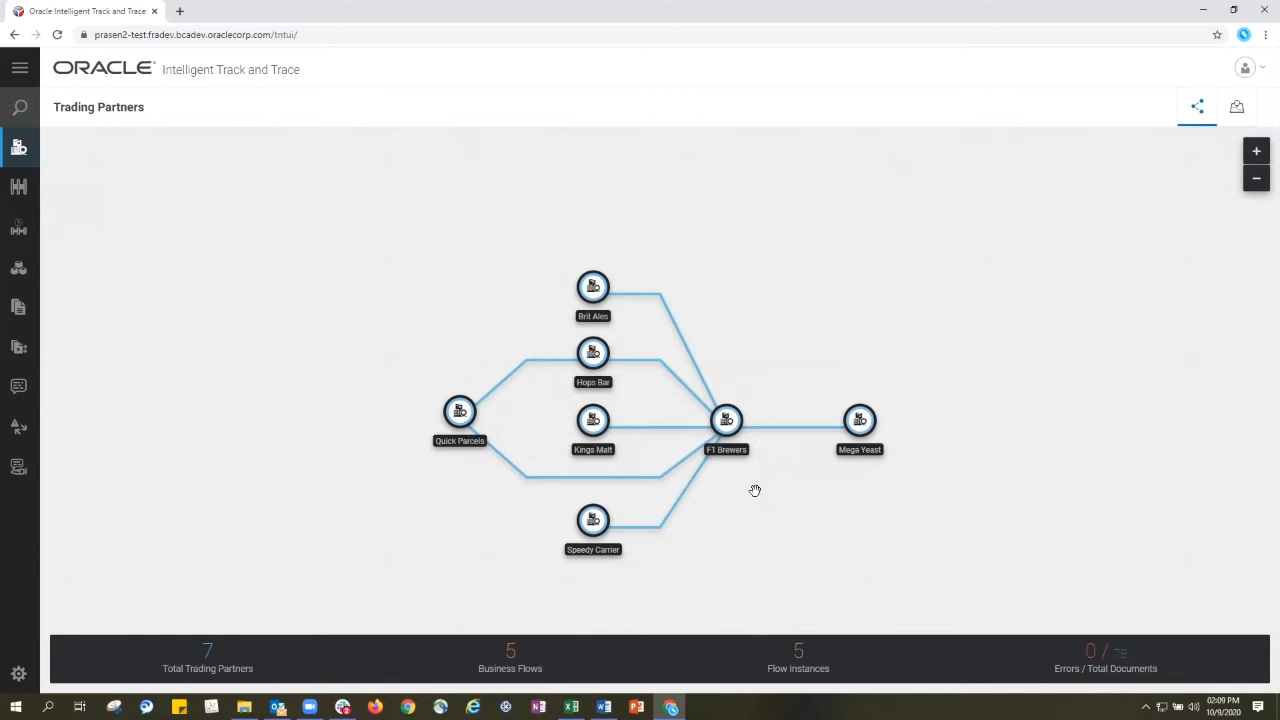 Oracle Intelligent Track and Trace
prasen2-test.fradev.bcadev.oraclecorp.com/tntui/
ORACLE Intelligent Track and Trace
Trading Partners
+
−
Brit Ales
Hops Bar
Quick Parcels
Kings Malt
F1 Brewers
Mega Yeast
Speedy Carrier
7
Total Trading Partners
5
Business Flows
5
Flow Instances
0 / 78
Errors / Total Documents
02:09 PM
10/9/2020